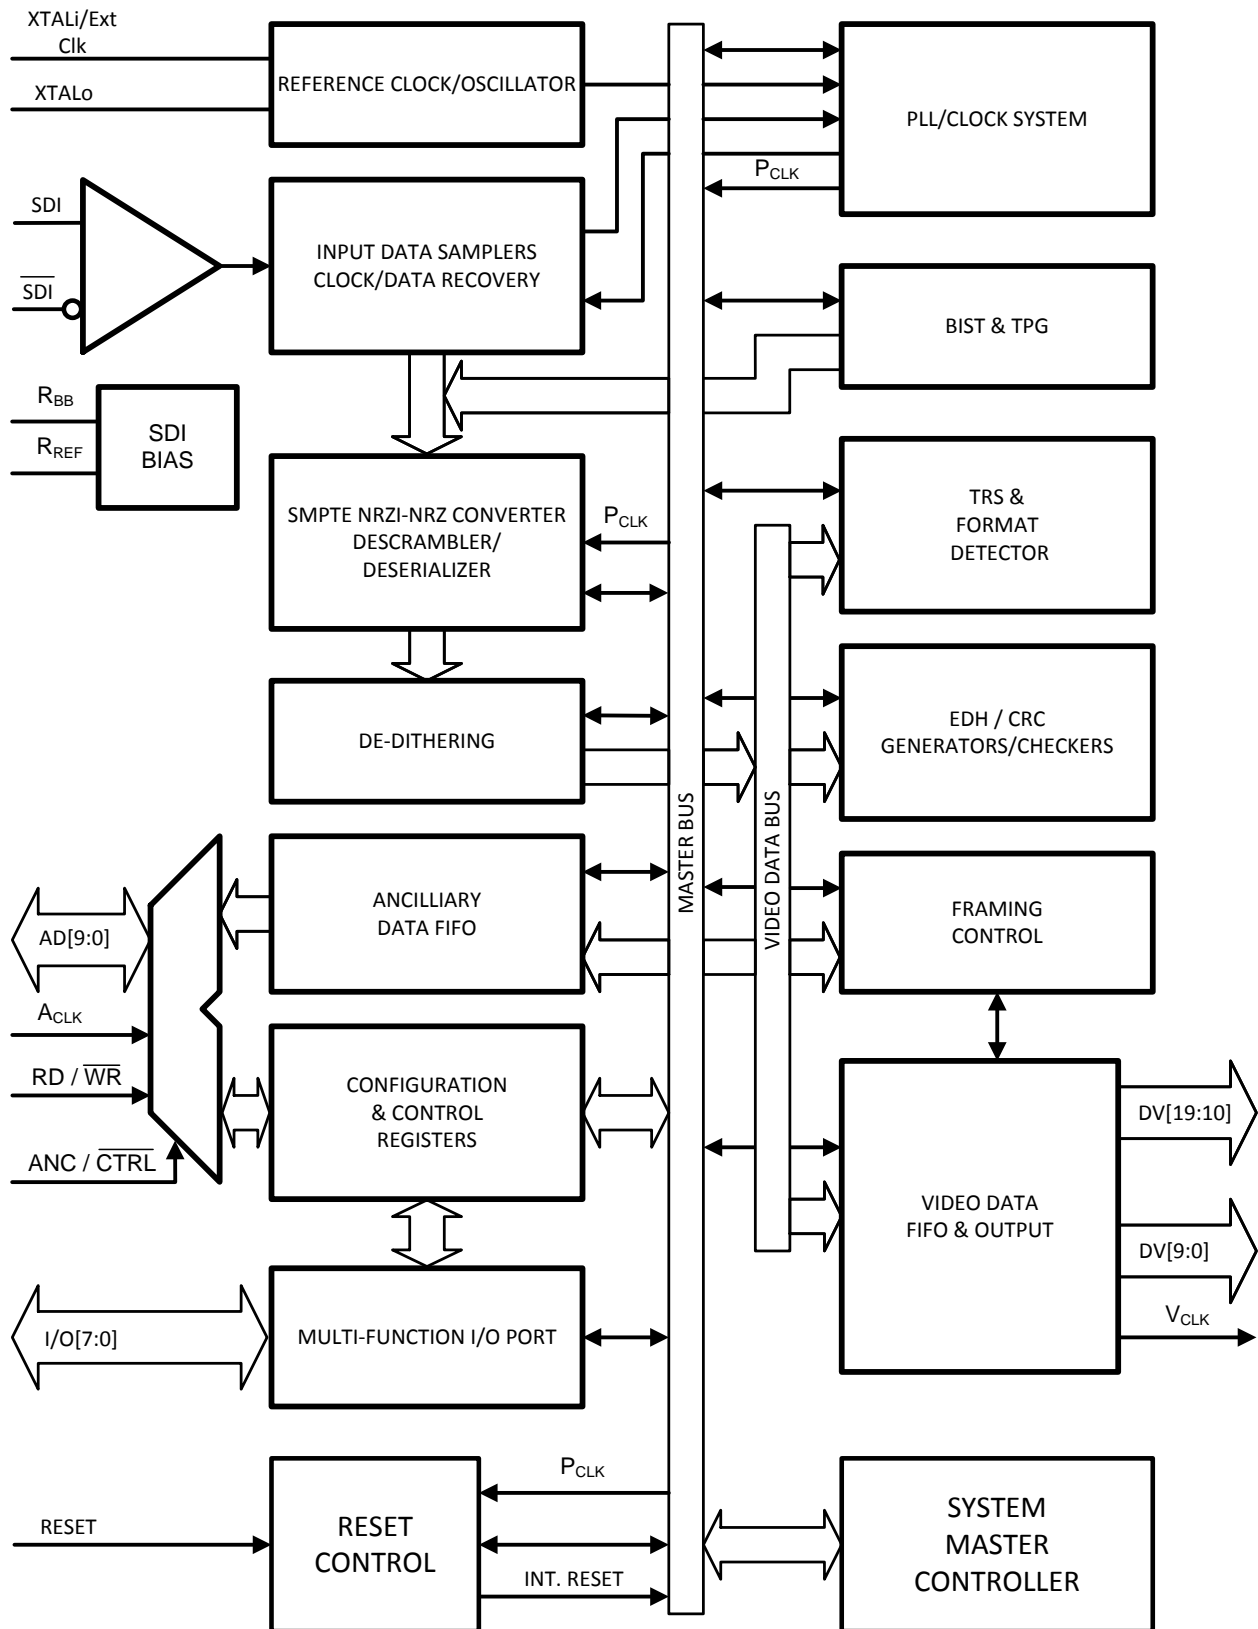 XTALi/Ext
Clk
XTALo
REFERENCE CLOCK/OSCILLATOR
PLL/CLOCK SYSTEM
PCLK
SDI
SDI
INPUT DATA SAMPLERS
CLOCK/DATA RECOVERY
BIST & TPG
RBB
RREF
SDI
BIAS
SMPTE NRZI-NRZ CONVERTER
DESCRAMBLER/
DESERIALIZER
PCLK
TRS &
FORMAT
DETECTOR
DE-DITHERING
EDH / CRC
GENERATORS/CHECKERS
MASTER BUS
VIDEO DATA BUS
AD[9:0]
ANCILLIARY
DATA FIFO
FRAMING
CONTROL
ACLK
RD / WR
ANC / CTRL
CONFIGURATION
& CONTROL
REGISTERS
VIDEO DATA
FIFO & OUTPUT
DV[19:10]
DV[9:0]
VCLK
I/O[7:0]
MULTI-FUNCTION I/O PORT
RESET
RESET
CONTROL
PCLK
INT. RESET
SYSTEM
MASTER
CONTROLLER